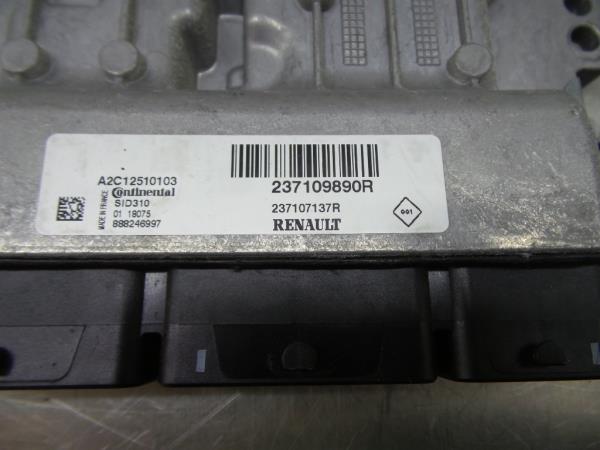 A2C12510103
Continental
SID310
01 18075
888246997
MADE IN FRANCE
237109890R
237107137R
RENAULT
001